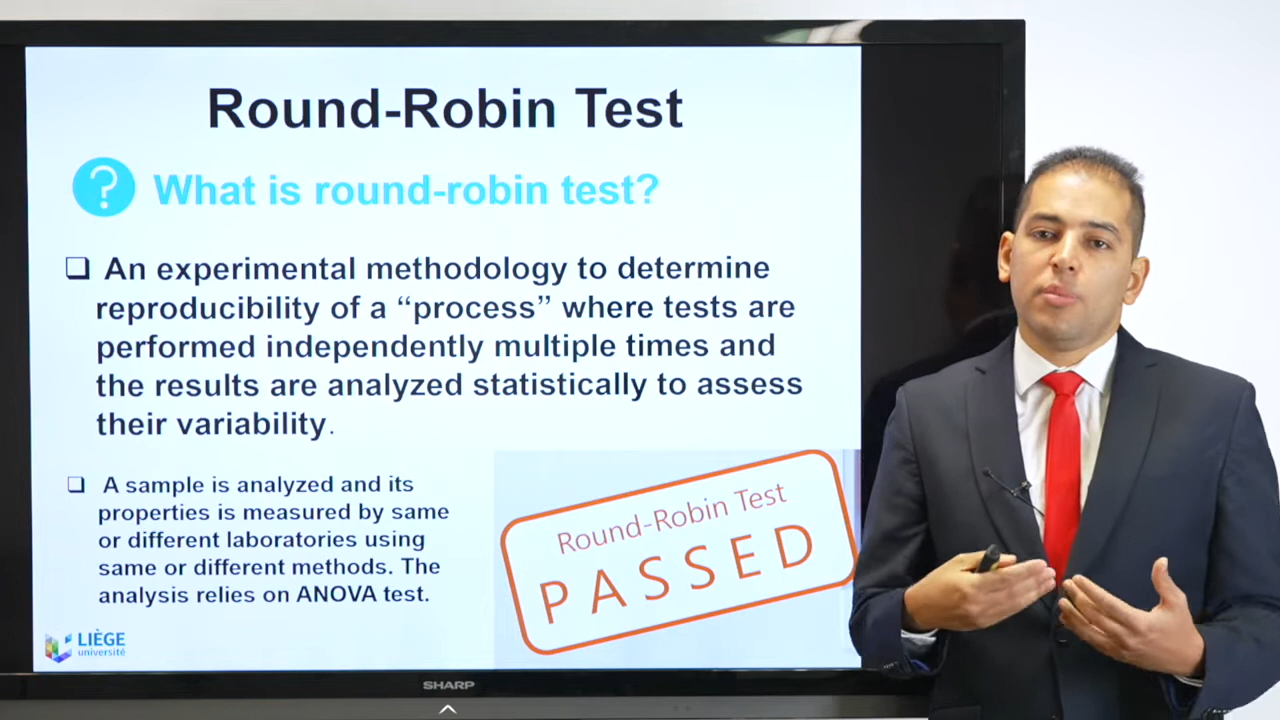 Round-Robin Test
?
What is round-robin test?
❑ An experimental methodology to determine
reproducibility of a “process” where tests are
performed independently multiple times and
the results are analyzed statistically to assess
their variability.
❑ A sample is analyzed and its
properties is measured by same
or different laboratories using
same or different methods. The
analysis relies on ANOVA test.
Round-Robin Test
PASSED
LIÈGE
université
SHARP